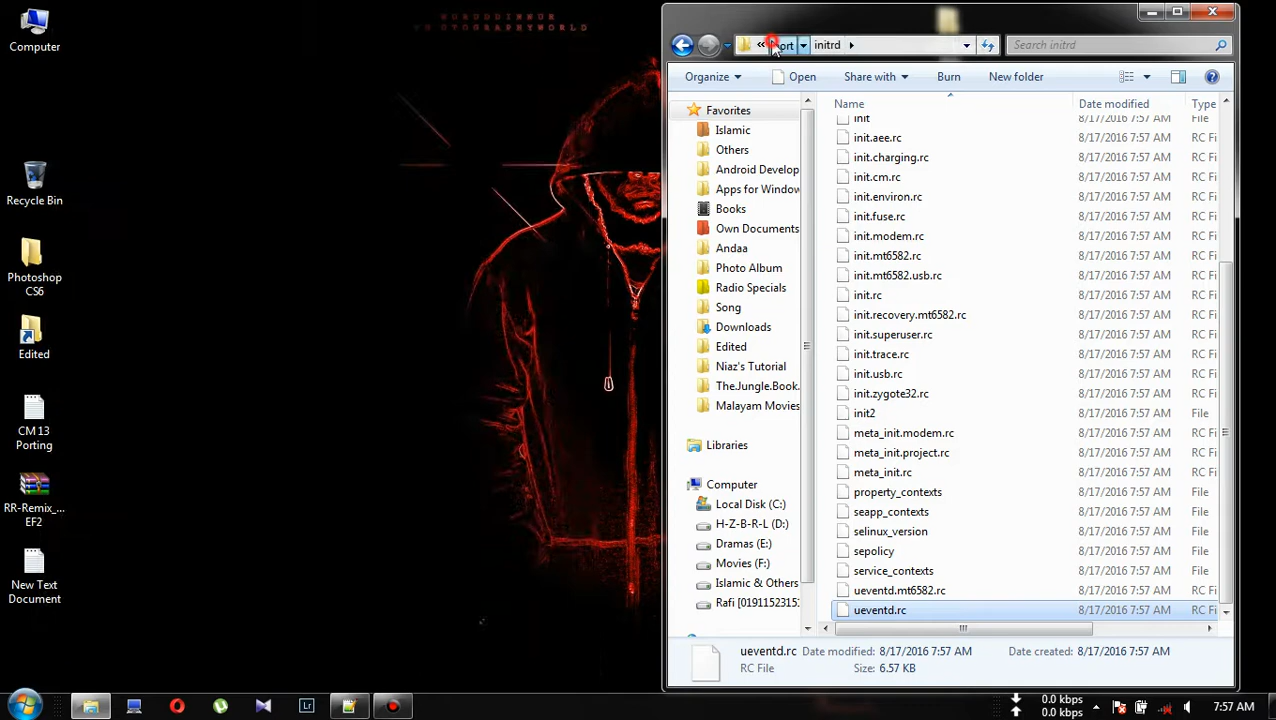 Computer
Recycle Bin
Photoshop
CS6
Edited
CM 13
Porting
RR-Remix_...
EF2
New Text
Document
«
ort
initrd
Search initrd
Organize
Open
Share with
Burn
New folder
Favorites
Islamic
Others
Android Develop
Apps for Window
Books
Own Documents
Andaa
Photo Album
Radio Specials
Song
Downloads
Edited
Niaz's Tutorial
The.Jungle.Book.
Malayam Movies
Libraries
Computer
Local Disk (C:)
H-Z-B-R-L (D:)
Dramas (E:)
Movies (F:)
Islamic & Others
Rafi [0191152315
Name Date modified Type
init 8/17/2016 7:57 AM File
init.aee.rc 8/17/2016 7:57 AM RC Fi
init.charging.rc 8/17/2016 7:57 AM RC Fi
init.cm.rc 8/17/2016 7:57 AM RC Fi
init.environ.rc 8/17/2016 7:57 AM RC Fi
init.fuse.rc 8/17/2016 7:57 AM RC Fi
init.modem.rc 8/17/2016 7:57 AM RC Fi
init.mt6582.rc 8/17/2016 7:57 AM RC Fi
init.mt6582.usb.rc 8/17/2016 7:57 AM RC Fi
init.rc 8/17/2016 7:57 AM RC Fi
init.recovery.mt6582.rc 8/17/2016 7:57 AM RC Fi
init.superuser.rc 8/17/2016 7:57 AM RC Fi
init.trace.rc 8/17/2016 7:57 AM RC Fi
init.usb.rc 8/17/2016 7:57 AM RC Fi
init.zygote32.rc 8/17/2016 7:57 AM RC Fi
init2 8/17/2016 7:57 AM File
meta_init.modem.rc 8/17/2016 7:57 AM RC Fi
meta_init.project.rc 8/17/2016 7:57 AM RC Fi
meta_init.rc 8/17/2016 7:57 AM RC Fi
property_contexts 8/17/2016 7:57 AM File
seapp_contexts 8/17/2016 7:57 AM File
selinux_version 8/17/2016 7:57 AM File
sepolicy 8/17/2016 7:57 AM File
service_contexts 8/17/2016 7:57 AM File
ueventd.mt6582.rc 8/17/2016 7:57 AM RC Fi
ueventd.rc 8/17/2016 7:57 AM RC Fi
ueventd.rc Date modified: 8/17/2016 7:57 AM Date created: 8/17/2016 7:57 AM
RC File Size: 6.57 KB
Lr
0.0 kbps
0.0 kbps
7:57 AM